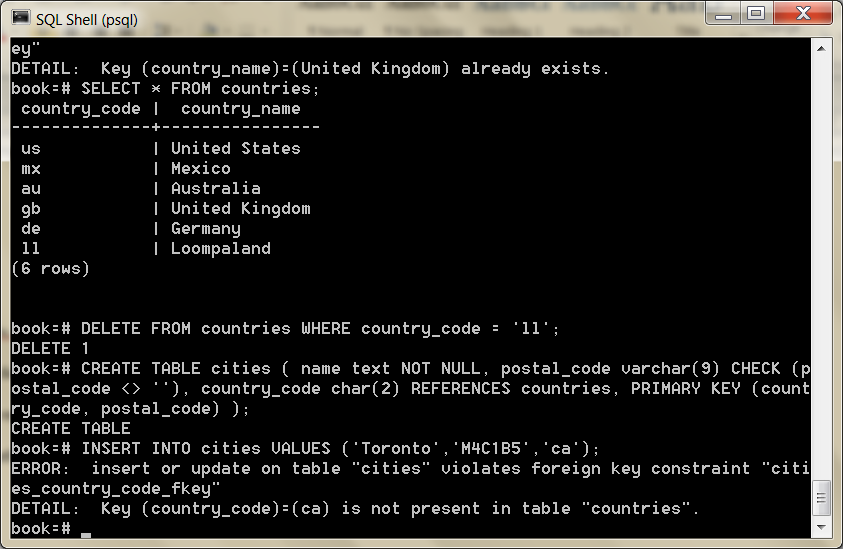 SQL Shell (psql)
ey"
DETAIL:  Key (country_name)=(United Kingdom) already exists.
book=# SELECT * FROM countries;
 country_code |  country_name
--------------+----------------
 us           | United States
 mx           | Mexico
 au           | Australia
 gb           | United Kingdom
 de           | Germany
 ll           | Loompaland
(6 rows)
book=# DELETE FROM countries WHERE country_code = 'll';
DELETE 1
book=# CREATE TABLE cities ( name text NOT NULL, postal_code varchar(9) CHECK (p
ostal_code <> ''), country_code char(2) REFERENCES countries, PRIMARY KEY (count
ry_code, postal_code) );
CREATE TABLE
book=# INSERT INTO cities VALUES ('Toronto','M4C1B5','ca');
ERROR:  insert or update on table "cities" violates foreign key constraint "citi
es_country_code_fkey"
DETAIL:  Key (country_code)=(ca) is not present in table "countries".
book=# _